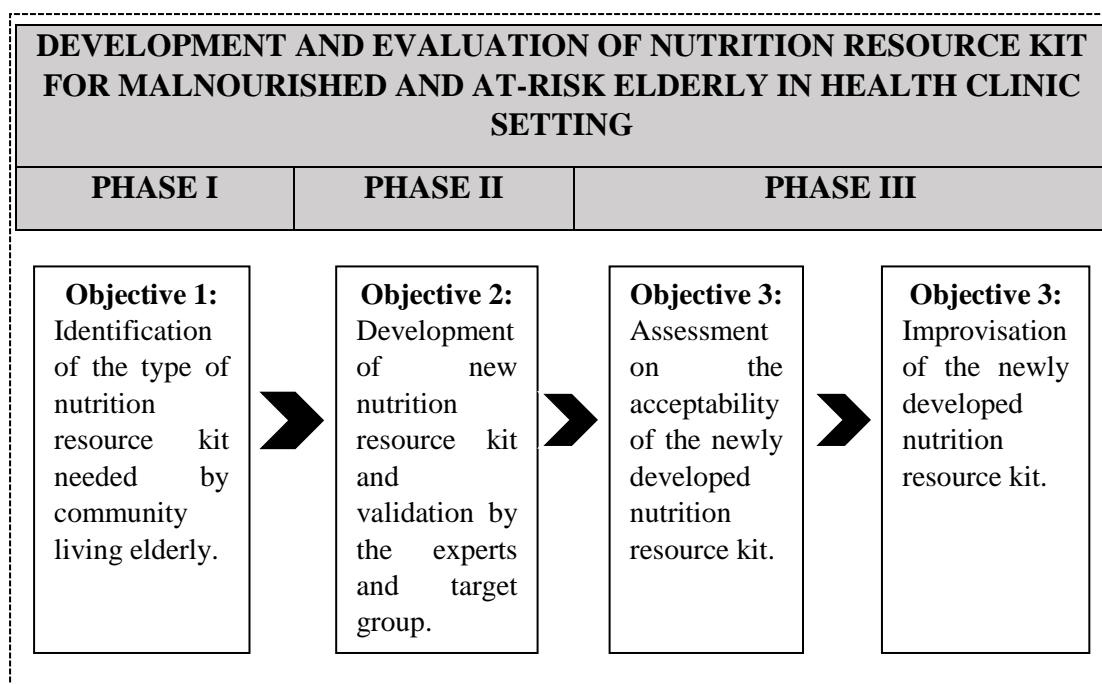 DEVELOPMENT AND EVALUATION OF NUTRITION RESOURCE KIT
FOR MALNOURISHED AND AT-RISK ELDERLY IN HEALTH CLINIC
SETTING
PHASE I
PHASE II
PHASE III
Objective 1:
Identification
of the type of
nutrition
resource kit
needed by
community
living elderly.
Objective 2:
Development
of new
nutrition
resource kit
and
validation by
the experts
and target
group.
Objective 3:
Assessment
on the
acceptability
of the newly
developed
nutrition
resource kit.
Objective 3:
Improvisation
of the newly
developed
nutrition
resource kit.